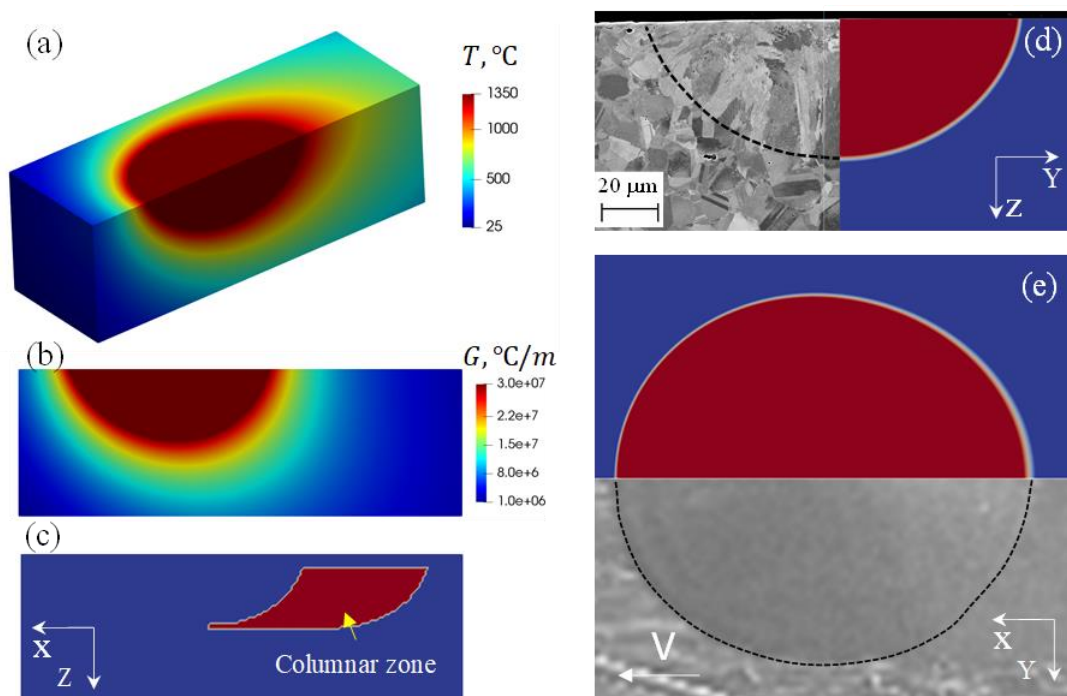 (a)
T, °C
1350
1000
500
25
(b)
G, °C/m
3.0e+07
2.2e+7
1.5e+7
8.0e+6
1.0e+06
(c)
X
Z
Columnar zone
(d)
20 μm
Y
Z
(e)
V
X
Y